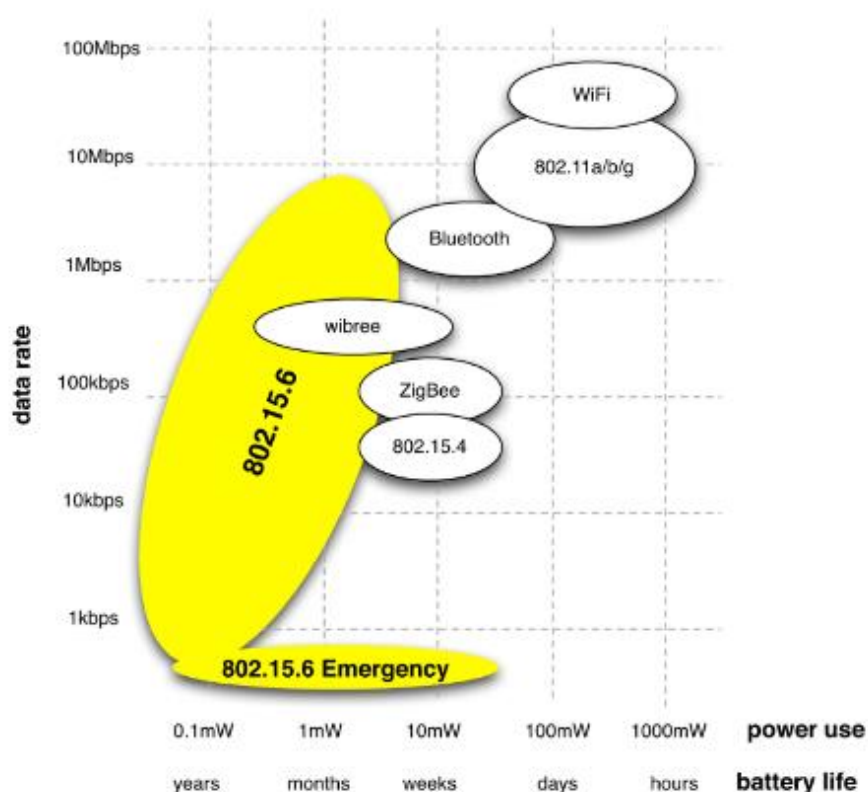 100Mbps
WiFi
10Mbps
802.11a/b/g
Bluetooth
1Mbps
wibree
data rate
100kbps
ZigBee
802.15.6
802.15.4
10kbps
1kbps
802.15.6 Emergency
0.1mW 1mW 10mW 100mW 1000mW power use
years months weeks days hours battery life